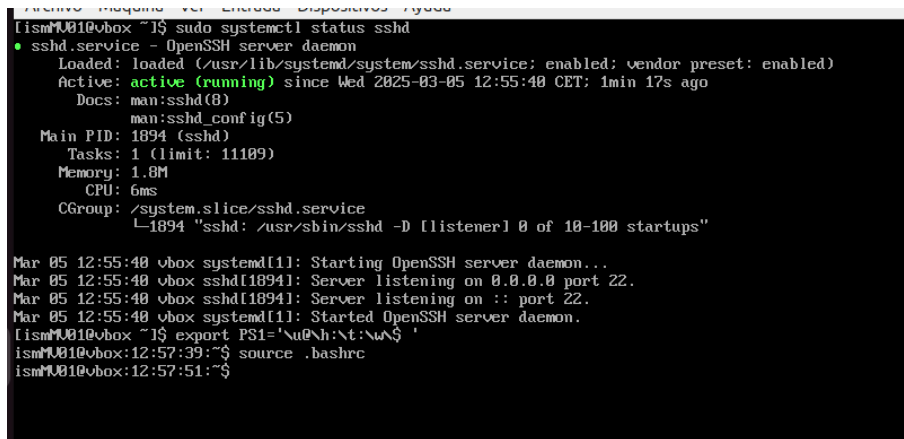 Archivo Máquina Ver Entrada Dispositivos Ayuda
[ismMV01@vbox ~]$ sudo systemctl status sshd
● sshd.service - OpenSSH server daemon
Loaded: loaded (/usr/lib/systemd/system/sshd.service; enabled; vendor preset: enabled)
Active: active (running) since Wed 2025-03-05 12:55:40 CET; 1min 17s ago
Docs: man:sshd(8)
man:sshd_config(5)
Main PID: 1894 (sshd)
Tasks: 1 (limit: 11109)
Memory: 1.8M
CPU: 6ms
CGroup: /system.slice/sshd.service
└─1894 "sshd: /usr/sbin/sshd -D [listener] 0 of 10-100 startups"
Mar 05 12:55:40 vbox systemd[1]: Starting OpenSSH server daemon...
Mar 05 12:55:40 vbox sshd[1894]: Server listening on 0.0.0.0 port 22.
Mar 05 12:55:40 vbox sshd[1894]: Server listening on :: port 22.
Mar 05 12:55:40 vbox systemd[1]: Started OpenSSH server daemon.
[ismMV01@vbox ~]$ export PS1='\u@\h:\t:\w\$ '
ismMV01@vbox:12:57:39:~$ source .bashrc
ismMV01@vbox:12:57:51:~$